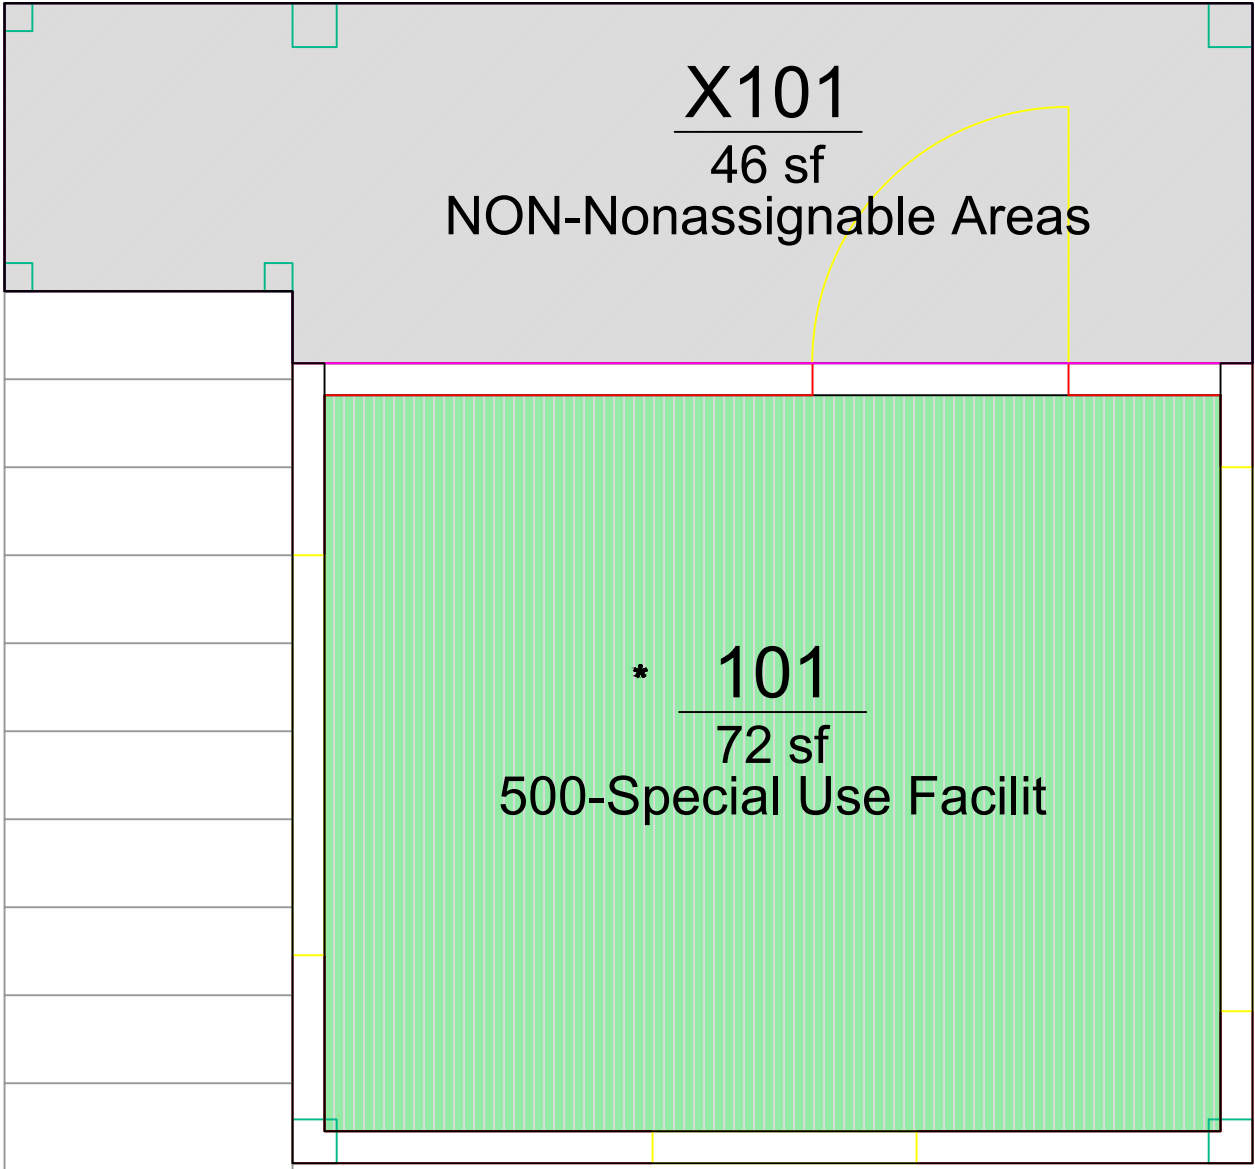 X101
46 sf
NON-Nonassignable Areas
* 101
72 sf
500-Special Use Facilit